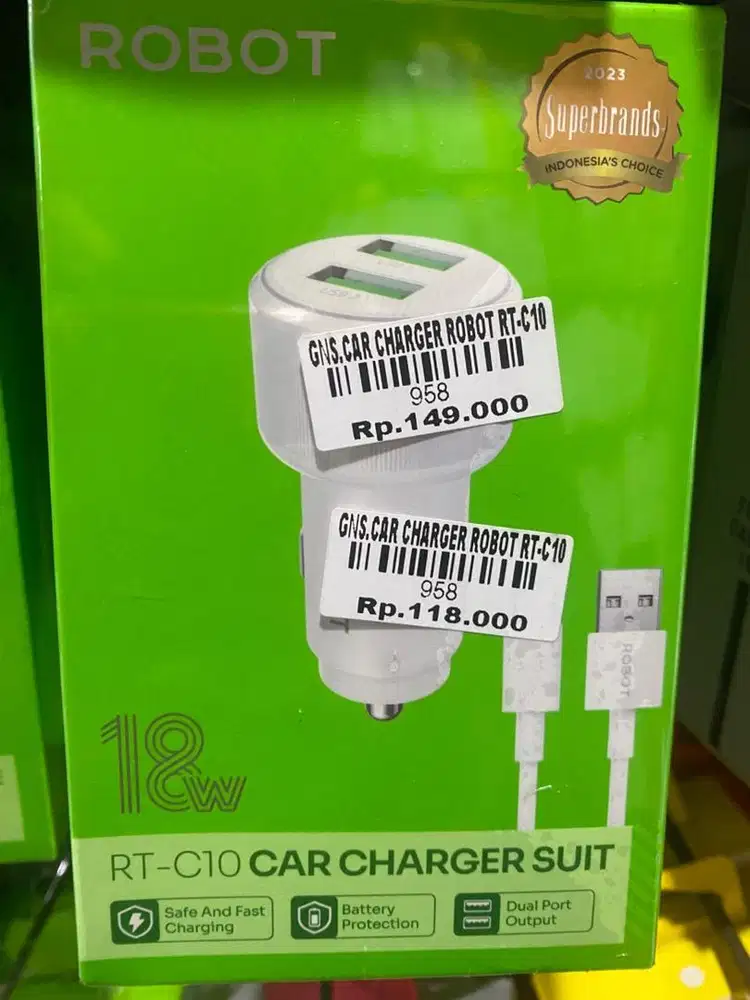 ROBOT
2023
Superbrands
INDONESIA'S CHOICE
USB 2
GNS.CAR CHARGER ROBOT RT-C10
958
Rp.149.000
GNS.CAR CHARGER ROBOT RT-C10
958
Rp.118.000
ROBOT
18W
RT-C10 CAR CHARGER SUIT
Safe And Fast
Charging
Battery
Protection
Dual Port
Output